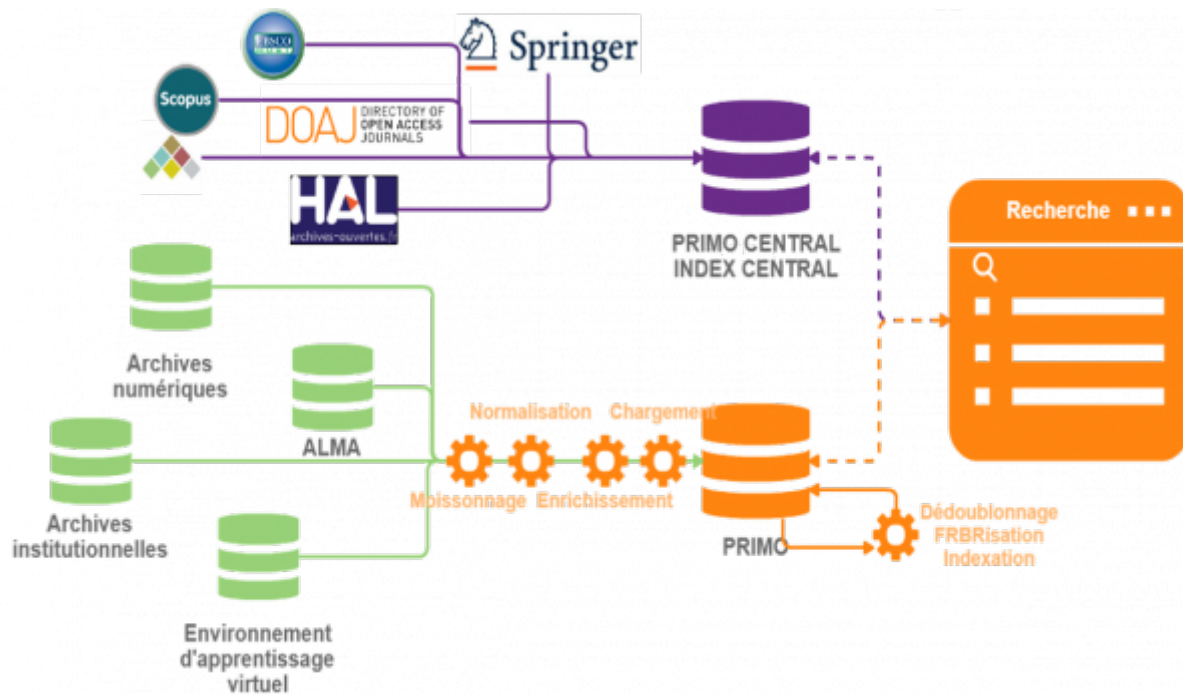 EBSCO
Springer
Scopus
DOAJ
DIRECTORY OF
OPEN ACCESS
JOURNALS
HAL
archives-ouvertes.fr
PRIMO CENTRAL
INDEX CENTRAL
Recherche
Archives
numériques
ALMA
Normalisation
Chargement
Moissonnage
Enrichissement
Archives
institutionnelles
PRIMO
Dédoublonnage
FRBRisation
Indexation
Environnement
d'apprentissage
virtuel